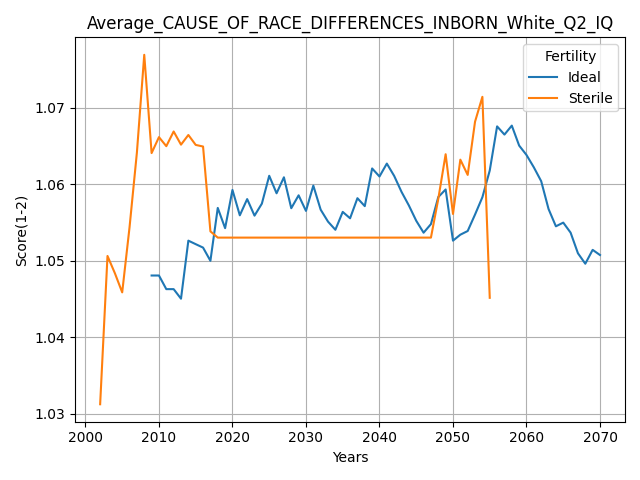 Average_CAUSE_OF_RACE_DIFFERENCES_INBORN_White_Q2_IQ
Fertility
Ideal
Sterile
1.07
1.06
1.05
1.04
1.03
Score(1-2)
2000 2010 2020 2030 2040 2050 2060 2070
Years